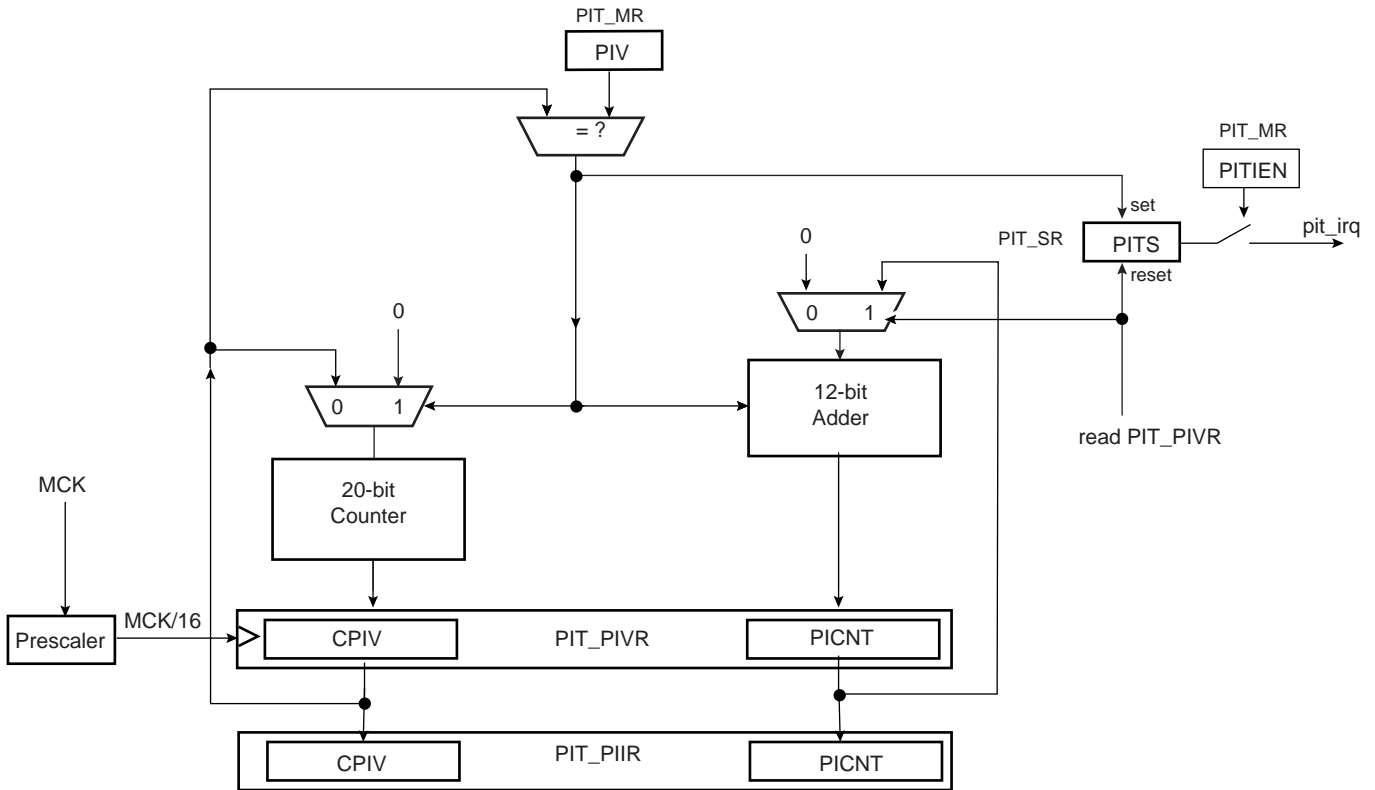 PIT_MR
PIV
= ?
PIT_MR
PITIEN
set
PIT_SR
PITS
pit_irq
reset
0
0 1
0
0 1
12-bit
Adder
read PIT_PIVR
MCK
20-bit
Counter
Prescaler
MCK/16
CPIV
PIT_PIVR
PICNT
CPIV
PIT_PIIR
PICNT